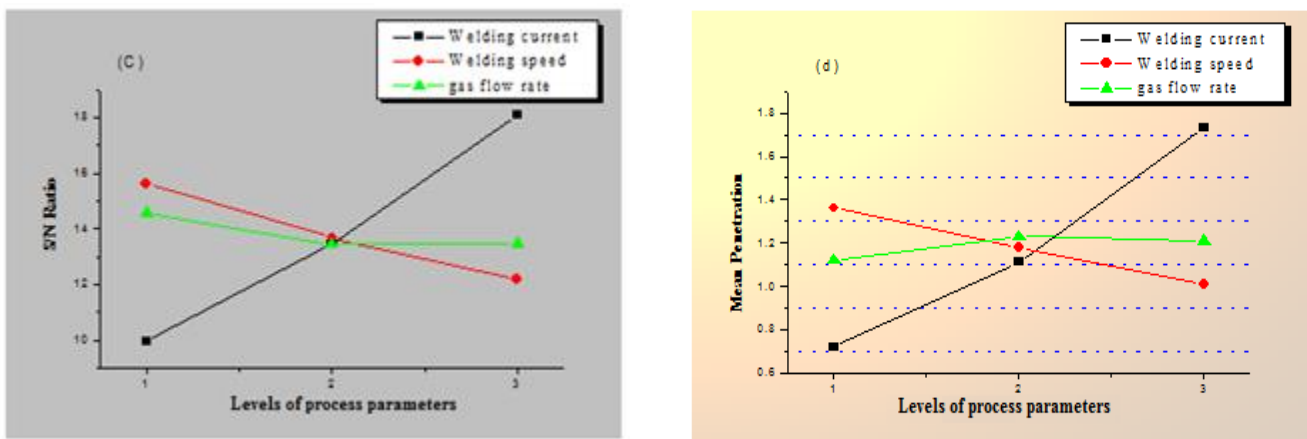 (C)
Welding current
Welding speed
gas flow rate
S/N Ratio
18
16
14
12
10
1
2
3
Levels of process parameters
(d)
Welding current
Welding speed
gas flow rate
Mean Penetration
1.8
1.6
1.4
1.2
1.0
0.8
0.6
1
2
3
Levels of process parameters